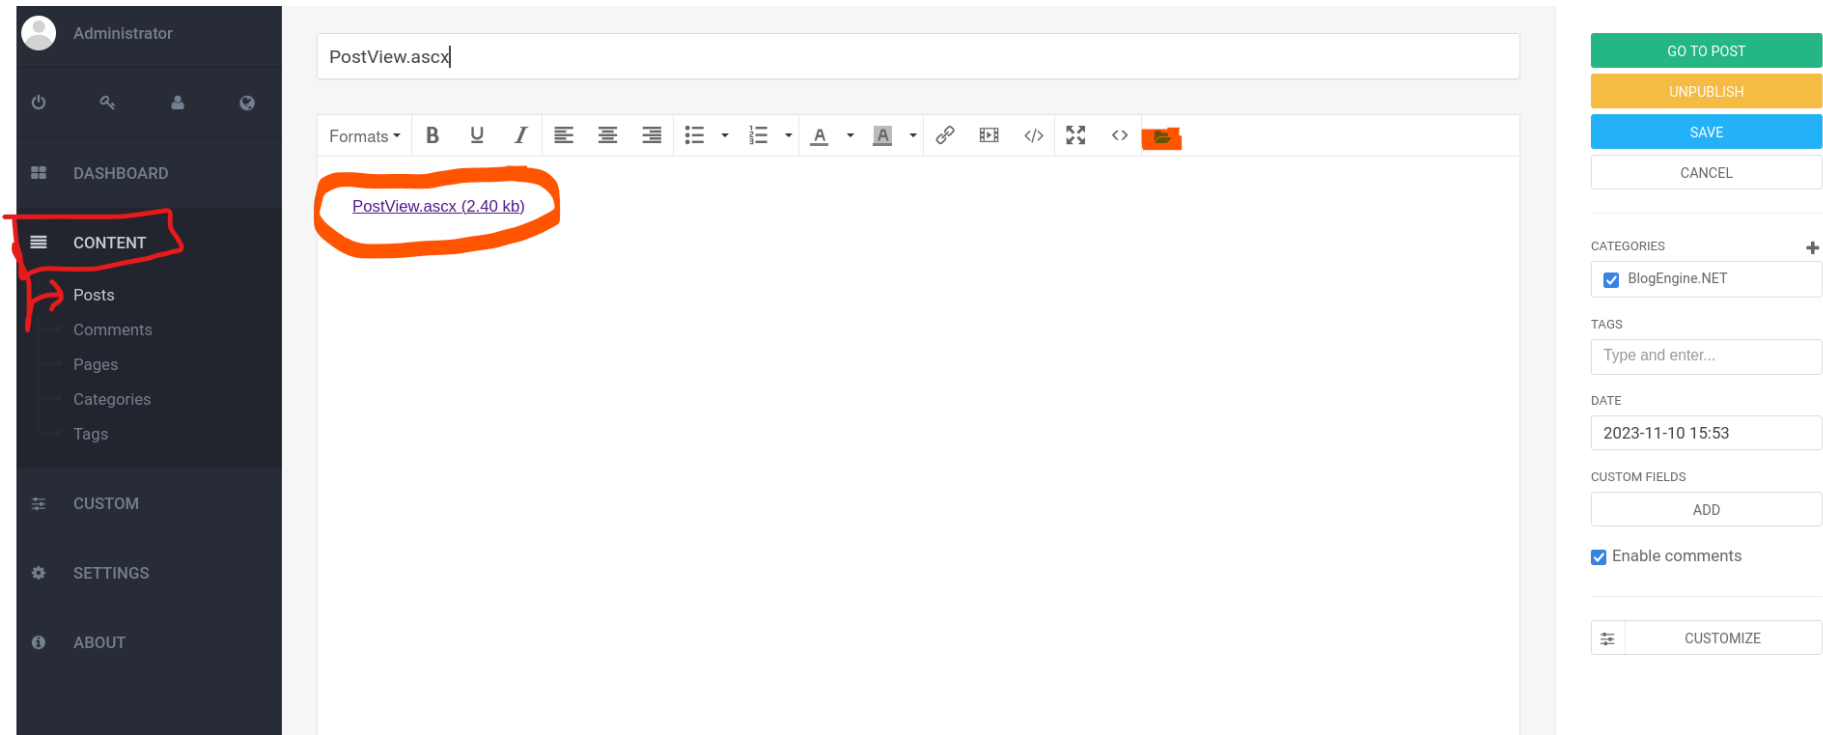 Administrator
DASHBOARD
CONTENT
Posts
Comments
Pages
Categories
Tags
CUSTOM
SETTINGS
ABOUT
PostView.ascx
Formats
PostView.ascx (2.40 kb)
GO TO POST
UNPUBLISH
SAVE
CANCEL
CATEGORIES
BlogEngine.NET
TAGS
Type and enter...
DATE
2023-11-10 15:53
CUSTOM FIELDS
ADD
Enable comments
CUSTOMIZE